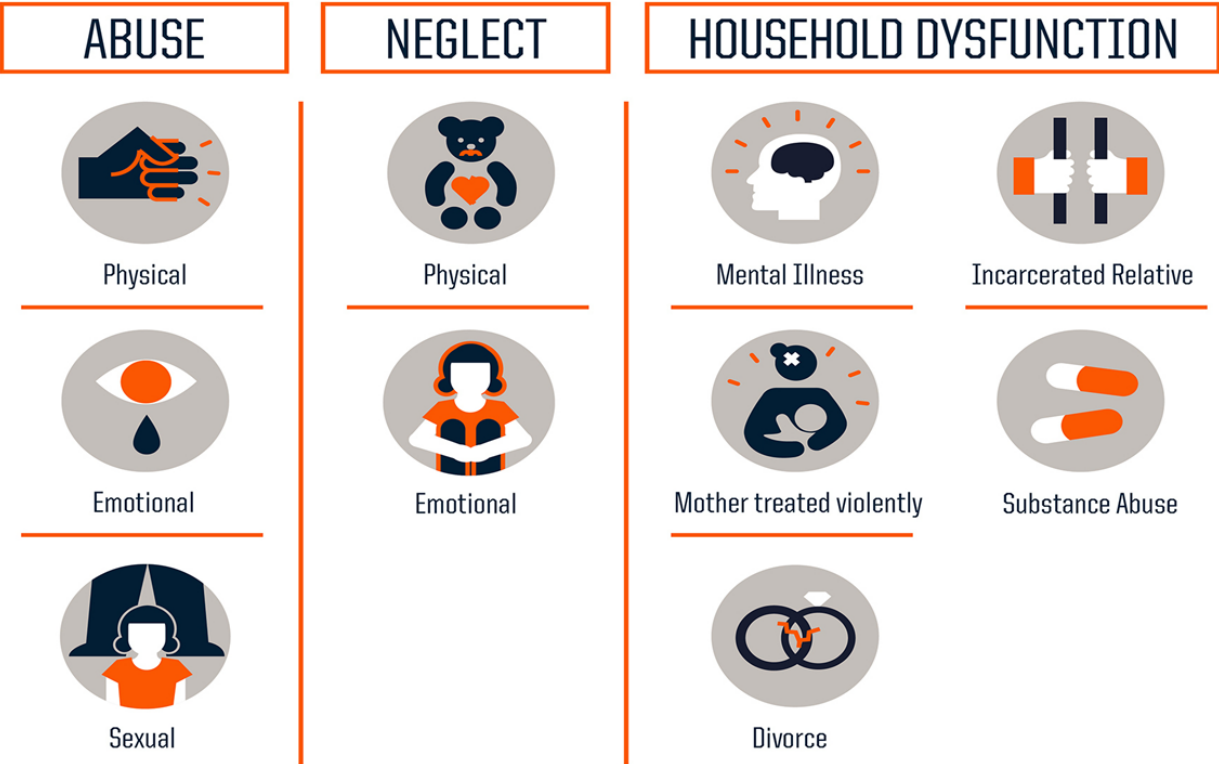 ABUSE
NEGLECT
HOUSEHOLD DYSFUNCTION
Physical
Physical
Mental Illness
Incarcerated Relative
Emotional
Emotional
Mother treated violently
Substance Abuse
Sexual
Divorce